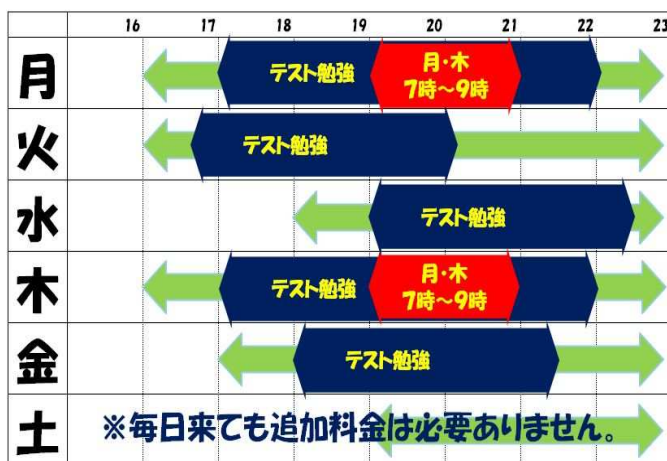 16 17 18 19 20 21 22 23
月
テスト勉強
月・木
7時～9時
火
テスト勉強
水
テスト勉強
木
テスト勉強
月・木
7時～9時
金
テスト勉強
土
※毎日来ても追加料金は必要ありません。